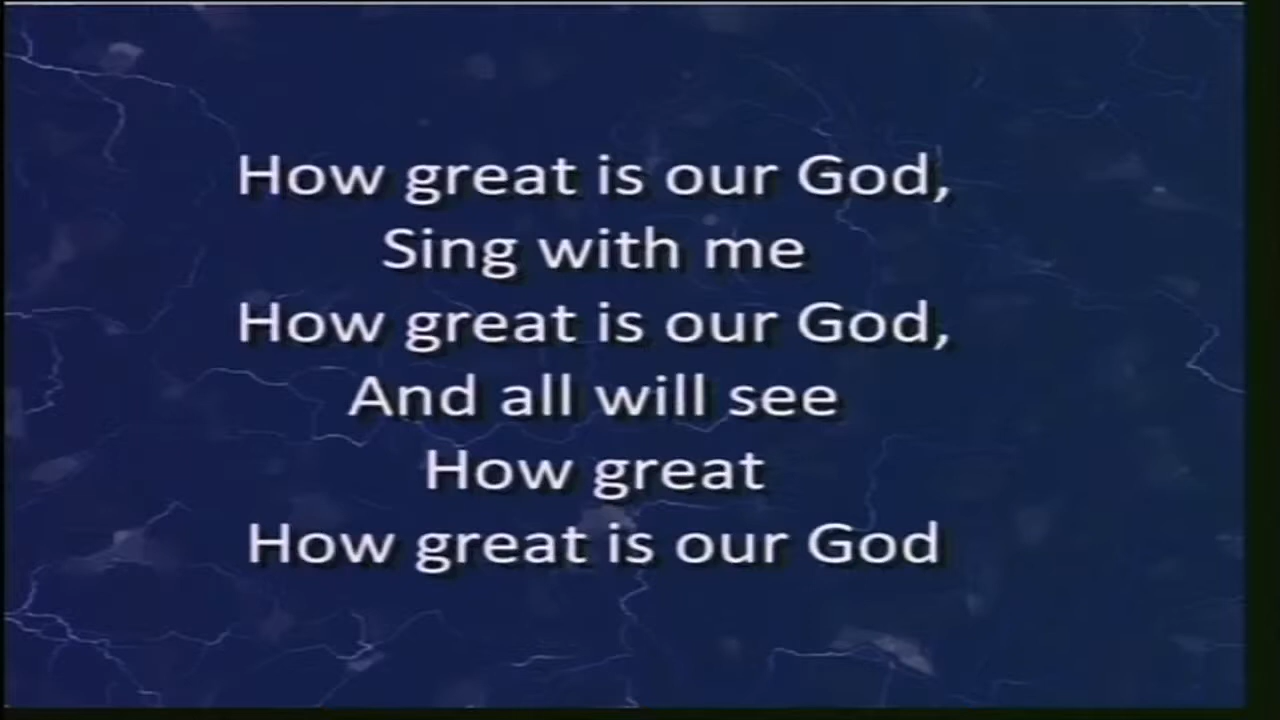 How great is our God,
Sing with me
How great is our God,
And all will see
How great
How great is our God